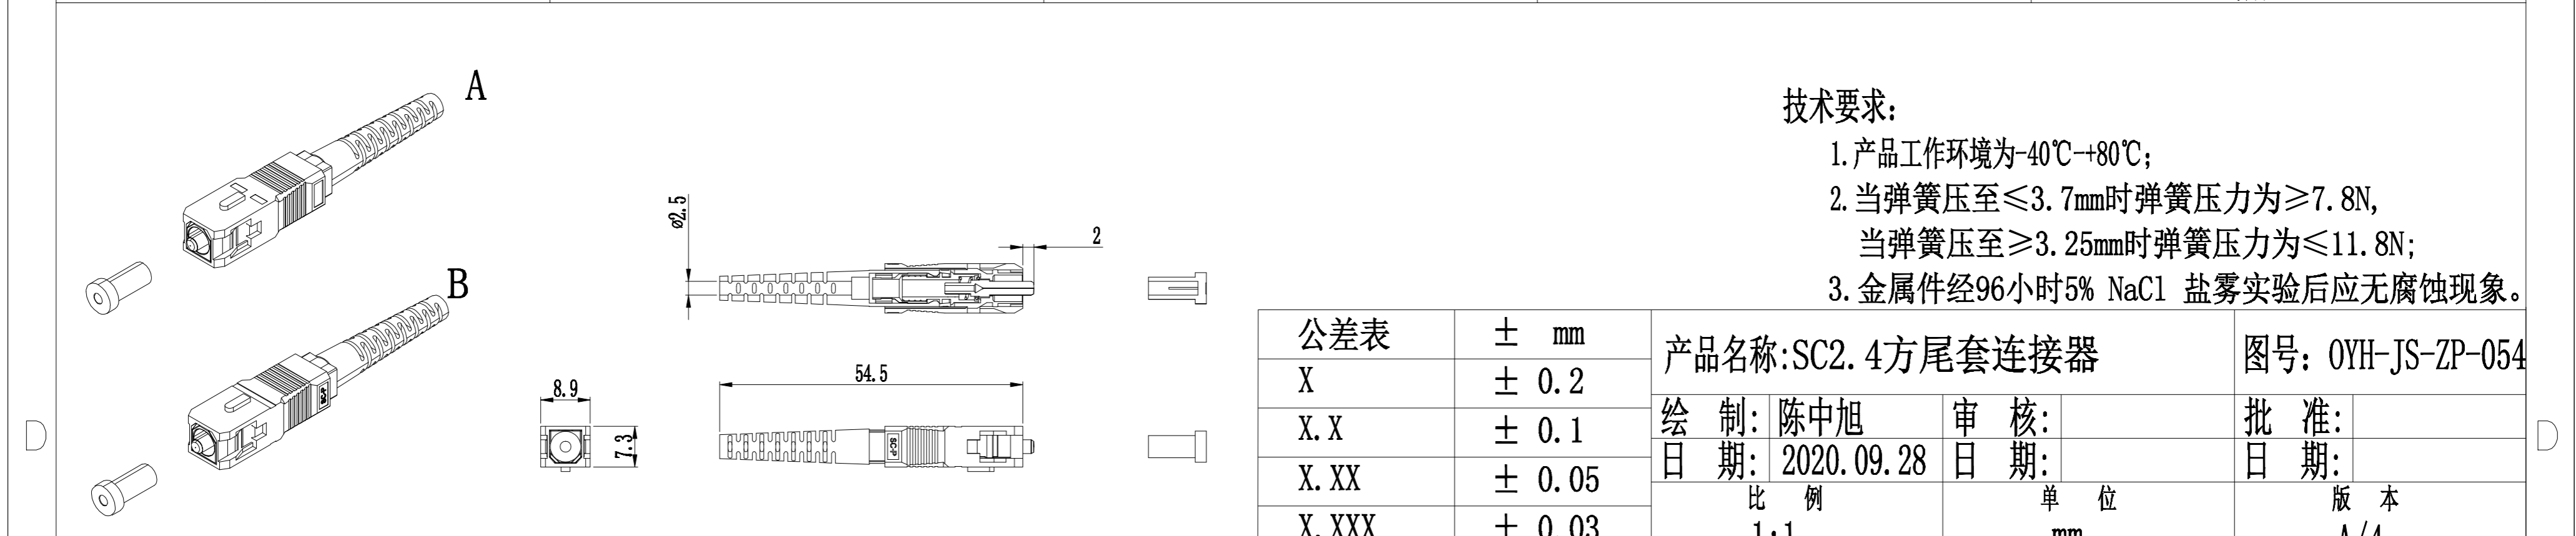 A
B
⌀2.5
2
54.5
8.9
7.3
SC-P
技术要求:
1.产品工作环境为-40℃-+80℃;
2.当弹簧压至≤3.7mm时弹簧压力为≥7.8N,
当弹簧压至≥3.25mm时弹簧压力为≤11.8N;
3.金属件经96小时5% NaCl 盐雾实验后应无腐蚀现象。
公差表 ± mm
X ± 0.2
X.X ± 0.1
X.XX ± 0.05
X.XXX ± 0.03
产品名称:SC2.4方尾套连接器 图号: OYH-JS-ZP-054
绘 制: 陈中旭 审 核: 批 准:
日 期: 2020.09.28 日 期: 日 期:
比 例 单 位 版 本
1:1 mm A/4
D D